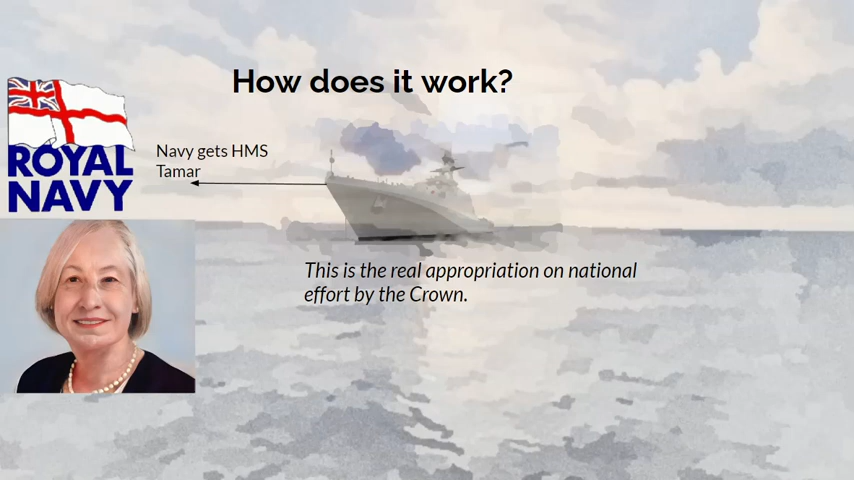 How does it work?
ROYAL
NAVY
Navy gets HMS
Tamar
This is the real appropriation on national
effort by the Crown.